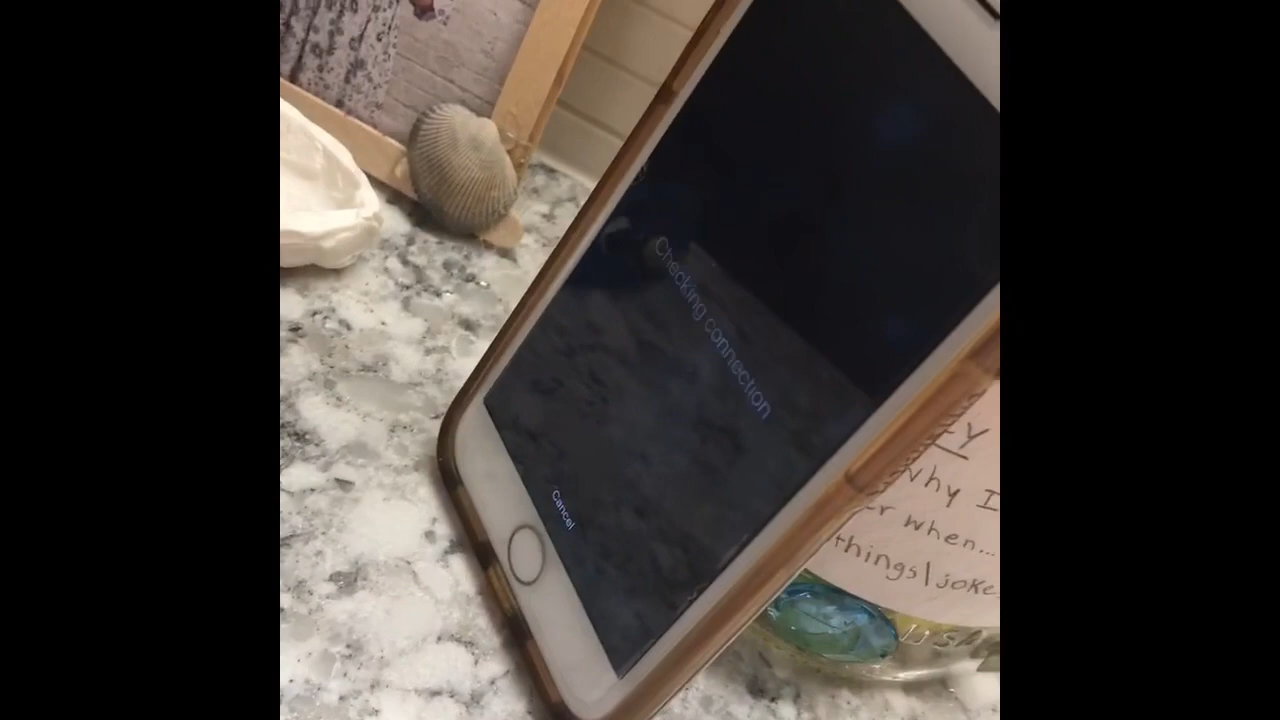 Checking connection
Cancel
Why I
when...
things/joke